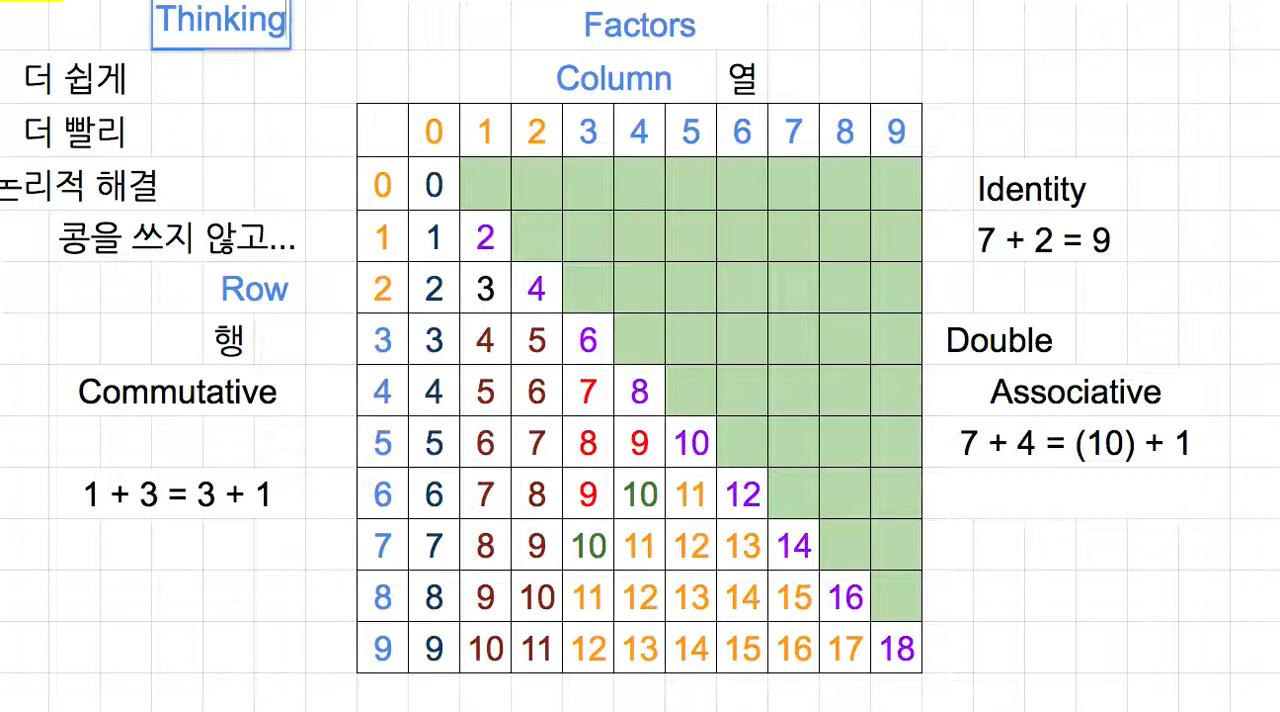 Thinking
Factors
더 쉽게
Column 열
더 빨리
0 1 2 3 4 5 6 7 8 9
논리적 해결
0 0
Identity
콩을 쓰지 않고...
1 1 2
7 + 2 = 9
Row
2 2 3 4
행
3 3 4 5 6
Double
Commutative
4 4 5 6 7 8
Associative
5 5 6 7 8 9 10
7 + 4 = (10) + 1
1 + 3 = 3 + 1
6 6 7 8 9 10 11 12
7 7 8 9 10 11 12 13 14
8 8 9 10 11 12 13 14 15 16
9 9 10 11 12 13 14 15 16 17 18